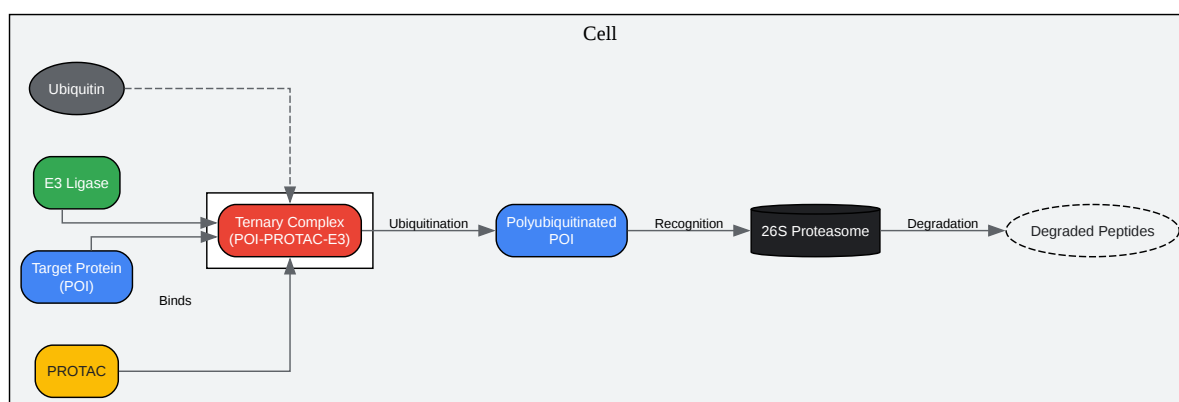 Cell
Ubiquitin
E3 Ligase
Target Protein
(POI)
Binds
PROTAC
Ternary Complex
(POI-PROTAC-E3)
Ubiquitination
Polyubiquitinated
POI
Recognition
26S Proteasome
Degradation
Degraded Peptides